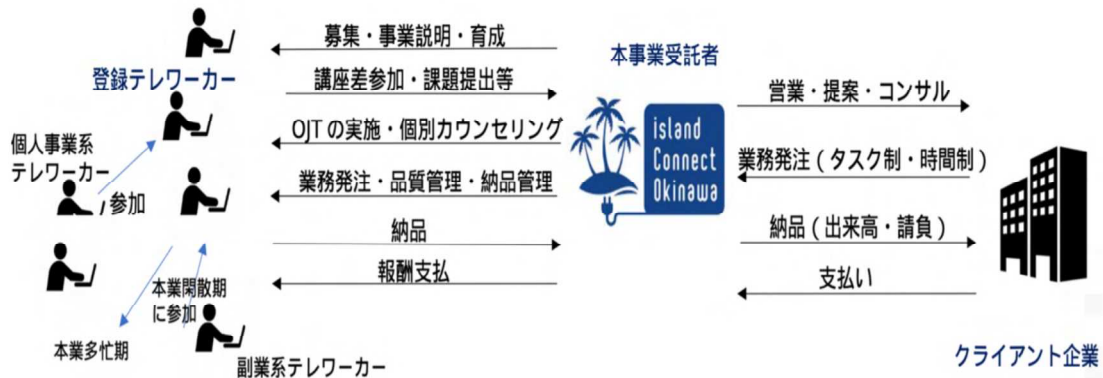 募集・事業説明・育成
登録テレワーカー
講座差参加・課題提出等
OJTの実施・個別カウンセリング
個人事業系
テレワーカー
参加
業務発注・品質管理・納品管理
納品
報酬支払
本業閑散期
に参加
本業多忙期
副業系テレワーカー
本事業受託者
island
Connect
Okinawa
営業・提案・コンサル
業務発注(タスク制・時間制)
納品(出来高・請負)
支払い
クライアント企業